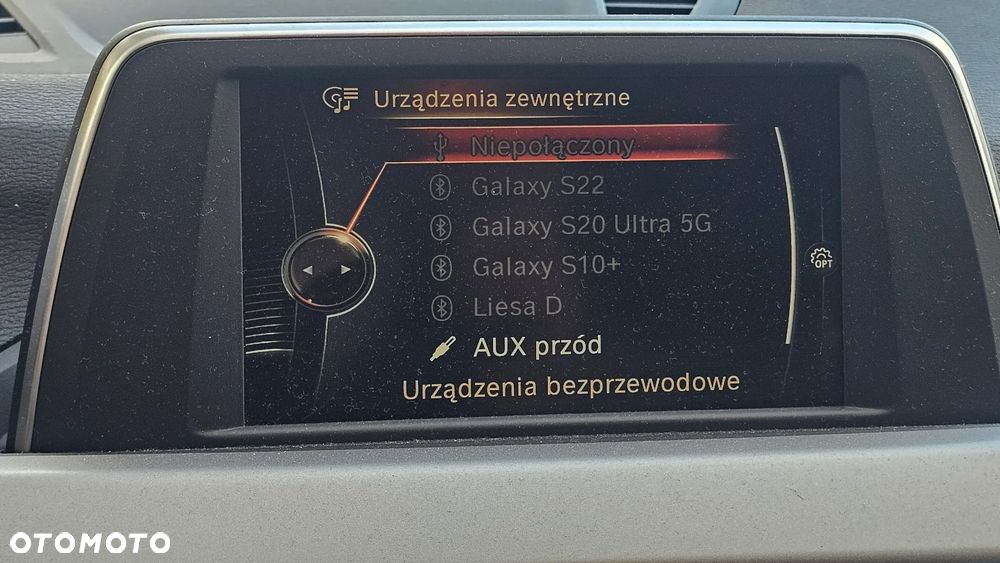 Urządzenia zewnętrzne
Niepołączony
Galaxy S22
Galaxy S20 Ultra 5G
Galaxy S10+
Liesa D
AUX przód
Urządzenia bezprzewodowe
OPT
OTOMOTO